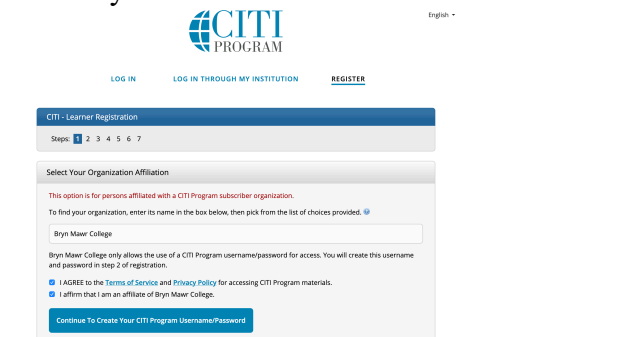 English
CITI
PROGRAM
LOG IN LOG IN THROUGH MY INSTITUTION REGISTER
CITI - Learner Registration
Steps: 1 2 3 4 5 6 7
Select Your Organization Affiliation
This option is for persons affiliated with a CITI Program subscriber organization.
To find your organization, enter its name in the box below, then pick from the list of choices provided.
Bryn Mawr College
Bryn Mawr College only allows the use of a CITI Program username/password for access. You will create this username
and password in step 2 of registration.
I AGREE to the Terms of Service and Privacy Policy for accessing CITI Program materials.
I affirm that I am an affiliate of Bryn Mawr College.
Continue To Create Your CITI Program Username/Password